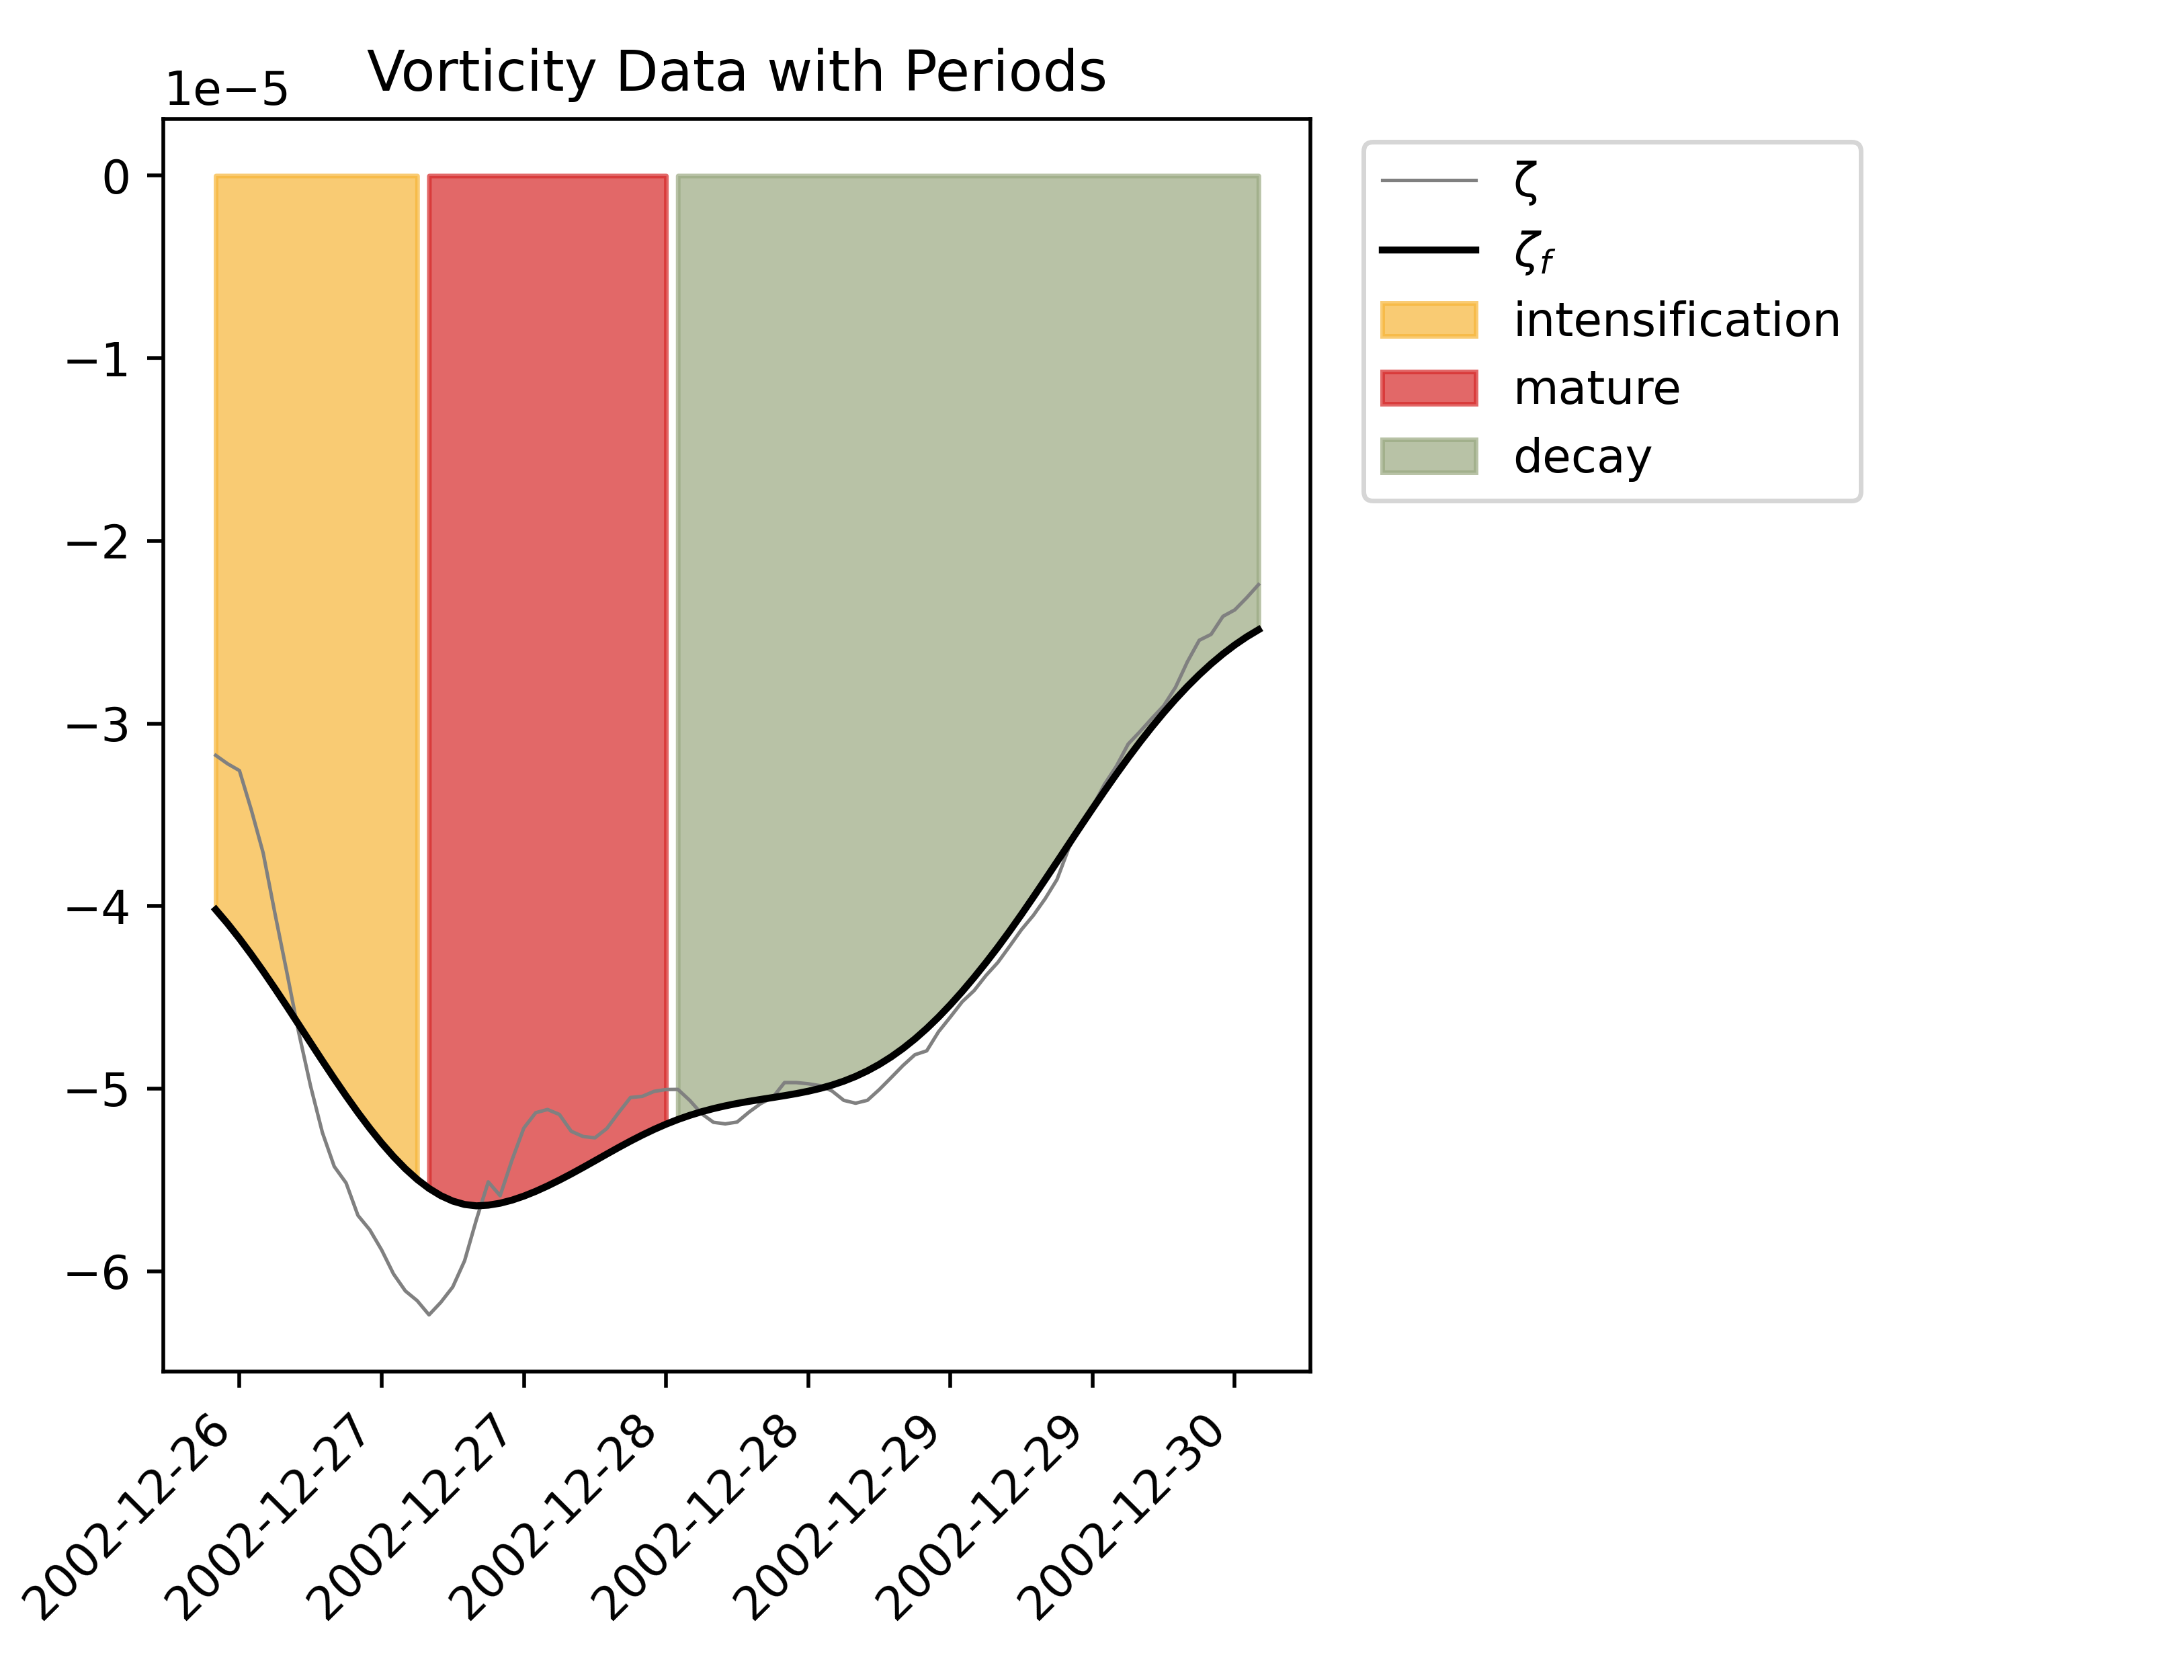 Vorticity Data with Periods
1e−5
0
−1
−2
−3
−4
−5
−6
2002-12-26
2002-12-27
2002-12-27
2002-12-28
2002-12-28
2002-12-29
2002-12-29
2002-12-30
ζ
ζf
intensification
mature
decay